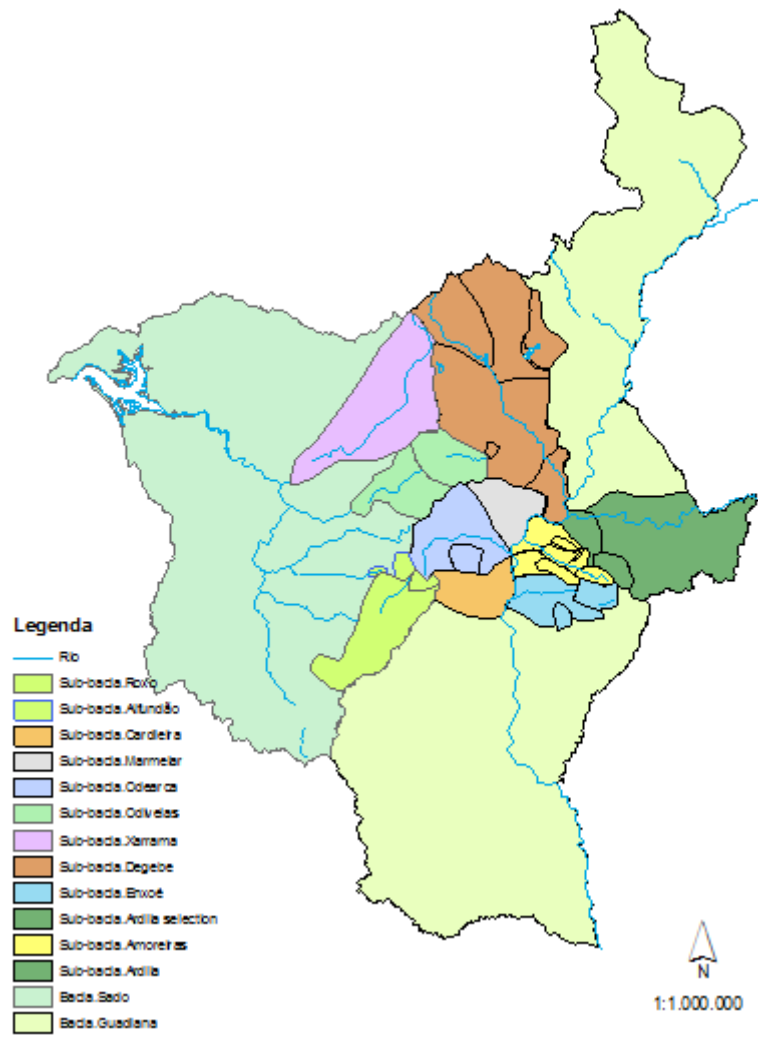 Legenda
Rio
Sub-bacia.Roxo
Sub-bacia.Alfundão
Sub-bacia.Cardieira
Sub-bacia.Marmelar
Sub-bacia.Odearca
Sub-bacia.Odivelas
Sub-bacia.Xarrama
Sub-bacia.Degebe
Sub-bacia.Enxoé
Sub-bacia.Ardila selection
Sub-bacia.Amoreiras
Sub-bacia.Ardila
Bacia.Sado
Bacia.Guadiana
N
1:1.000.000